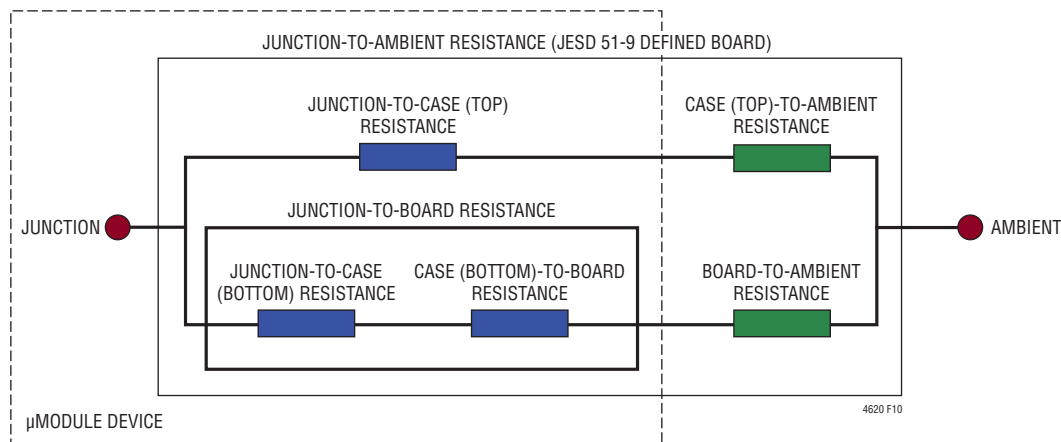 JUNCTION-TO-AMBIENT RESISTANCE (JESD 51-9 DEFINED BOARD)
JUNCTION-TO-CASE (TOP)
RESISTANCE
CASE (TOP)-TO-AMBIENT
RESISTANCE
JUNCTION-TO-BOARD RESISTANCE
JUNCTION
AMBIENT
JUNCTION-TO-CASE
(BOTTOM) RESISTANCE
CASE (BOTTOM)-TO-BOARD
RESISTANCE
BOARD-TO-AMBIENT
RESISTANCE
4620 F10
µMODULE DEVICE